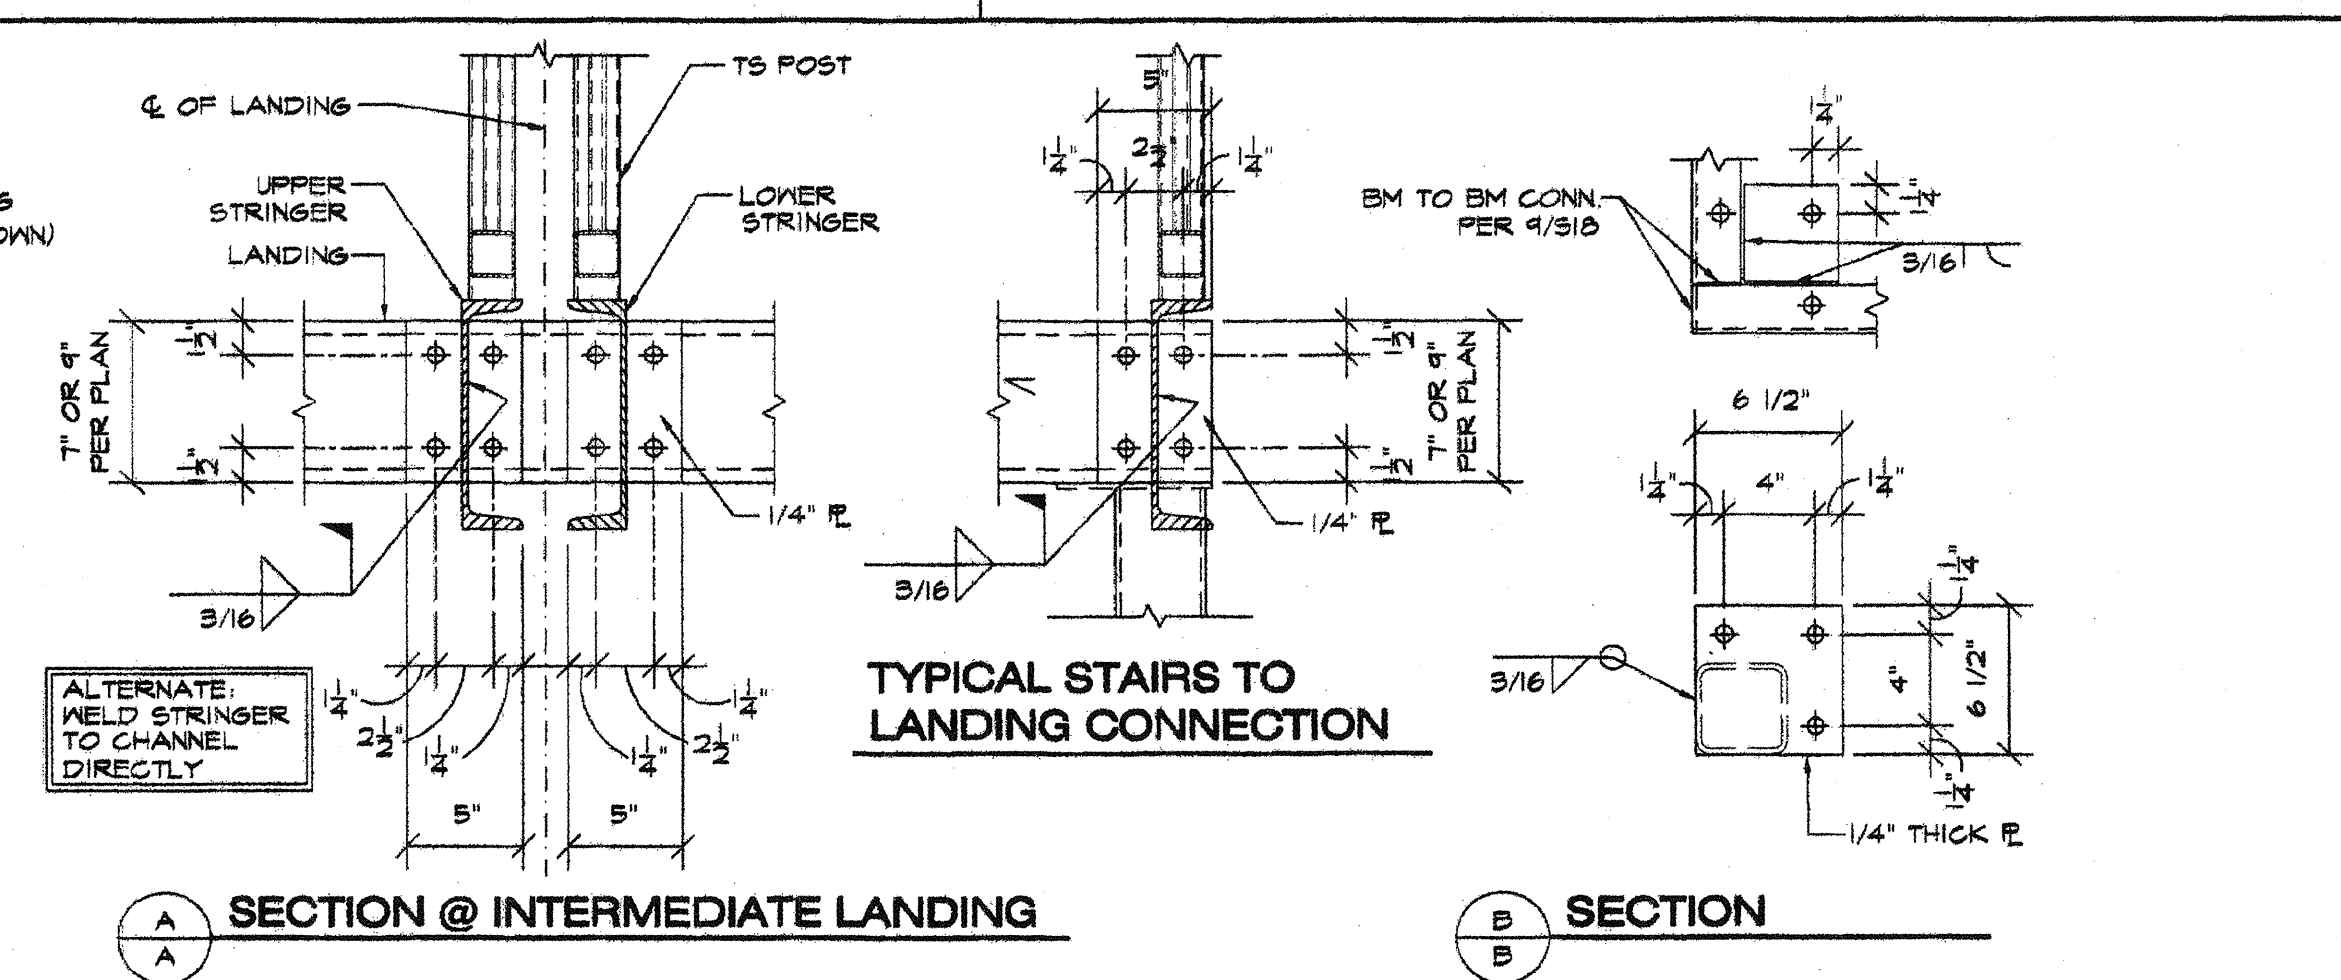 TS POST
℄ OF LANDING
UPPER
STRINGER
LANDING
LOWER
STRINGER
OWN)
7" OR 9"
PER PLAN
1 1/2"
1 1/2"
1/4" ℙL
3/16
ALTERNATE:
WELD STRINGER
TO CHANNEL
DIRECTLY
1 1/4"
2 1/2"
1 1/4"
1 1/4"
2 1/2"
1 1/4"
5"
5"
A
A
SECTION @ INTERMEDIATE LANDING
5"
1 1/4"
2 1/2"
1 1/4"
1 1/2"
1 1/2"
7" OR 9"
PER PLAN
1/4" ℙL
3/16
TYPICAL STAIRS TO
LANDING CONNECTION
1 1/4"
1 1/4"
BM TO BM CONN.
PER 9/S18
3/16
6 1/2"
1 1/4"
4"
1 1/4"
1 1/4"
4"
6 1/2"
1 1/4"
3/16
1/4" THICK ℙL
B
B
SECTION